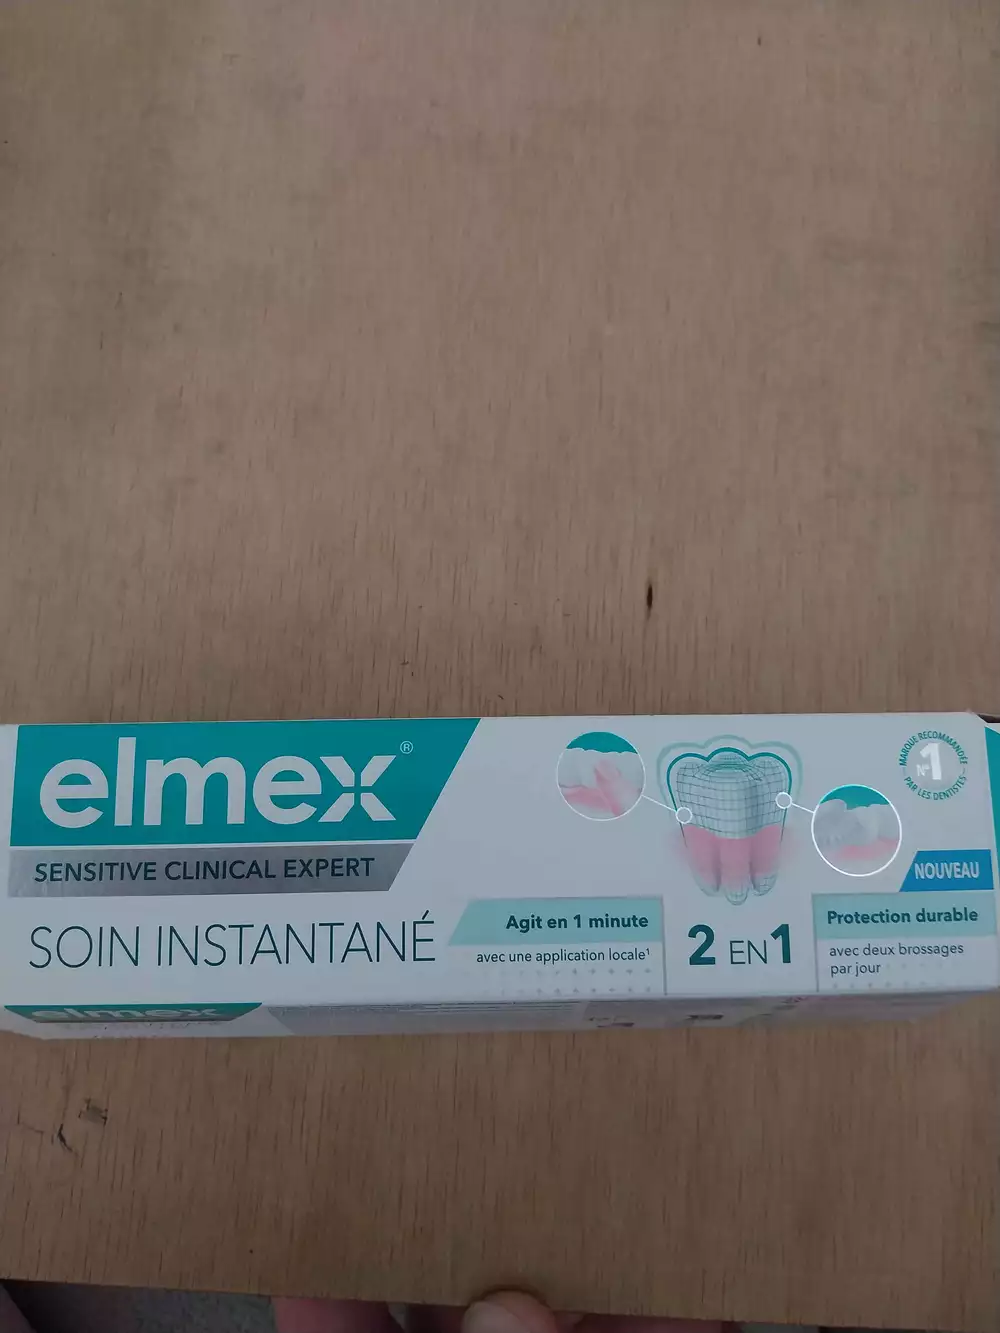 elmex®
SENSITIVE CLINICAL EXPERT
SOIN INSTANTANÉ
Agit en 1 minute
avec une application locale¹
2 EN 1
MARQUE RECOMMANDÉE
N°1
PAR LES DENTISTES
NOUVEAU
Protection durable
avec deux brossages
par jour
elmex